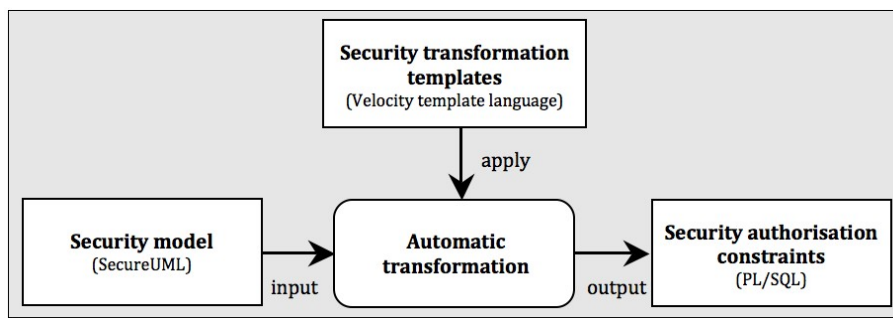 Security transformation
templates
(Velocity template language)
apply
Security model
(SecureUML)
input
Automatic
transformation
output
Security authorisation
constraints
(PL/SQL)